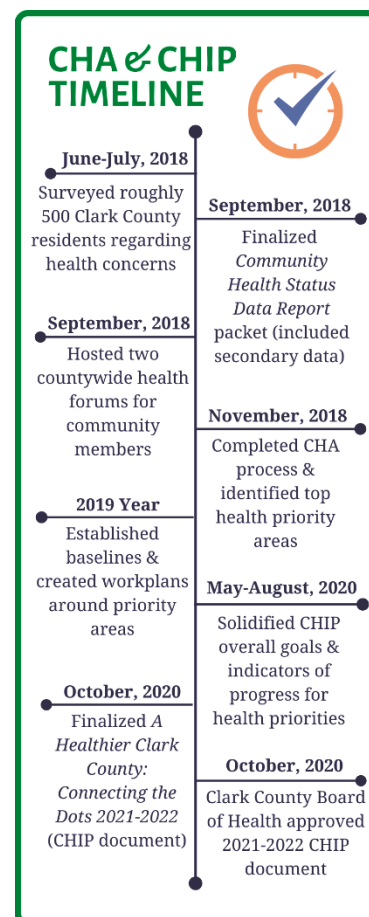 CHA & CHIP
TIMELINE
June-July, 2018
Surveyed roughly
500 Clark County
residents regarding
health concerns
September, 2018
Finalized
Community
Health Status
Data Report
packet (included
secondary data)
September, 2018
Hosted two
countywide health
forums for
community
members
November, 2018
Completed CHA
process &
identified top
health priority
areas
2019 Year
Established
baselines &
created workplans
around priority
areas
May-August, 2020
Solidified CHIP
overall goals &
indicators of
progress for
health priorities
October, 2020
Finalized A
Healthier Clark
County:
Connecting the
Dots 2021-2022
(CHIP document)
October, 2020
Clark County Board
of Health approved
2021-2022 CHIP
document